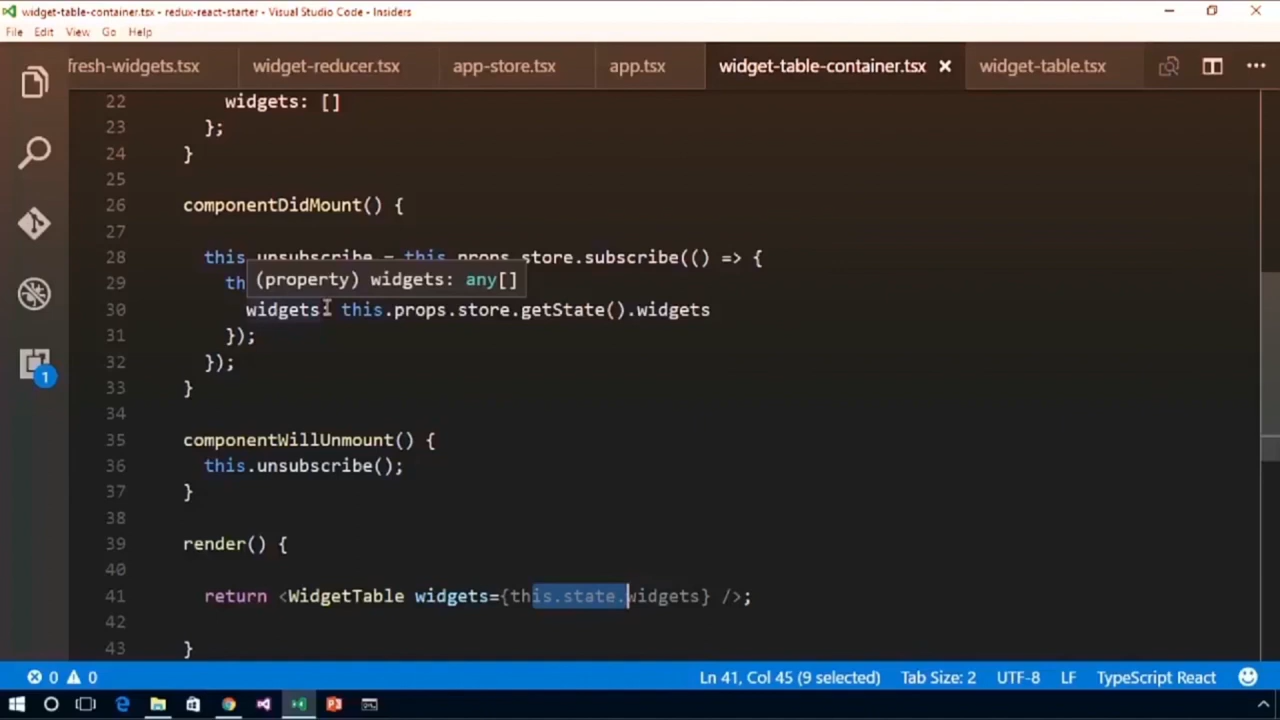 widget-table-container.tsx - redux-react-starter - Visual Studio Code - Insiders
File Edit View Go Help
fresh-widgets.tsx widget-reducer.tsx app-store.tsx app.tsx widget-table-container.tsx widget-table.tsx
22 widgets: []
23 };
24 }
25
26 componentDidMount() {
27
28 this.unsubscribe = this.props.store.subscribe(() => {
(property) widgets: any[]
29 th
30 widgets: this.props.store.getState().widgets
31 });
32 });
33 }
34
35 componentWillUnmount() {
36 this.unsubscribe();
37 }
38
39 render() {
40
41 return <WidgetTable widgets={this.state.widgets} />;
42
43 }
1
0 0 Ln 41, Col 45 (9 selected) Tab Size: 2 UTF-8 LF TypeScript React